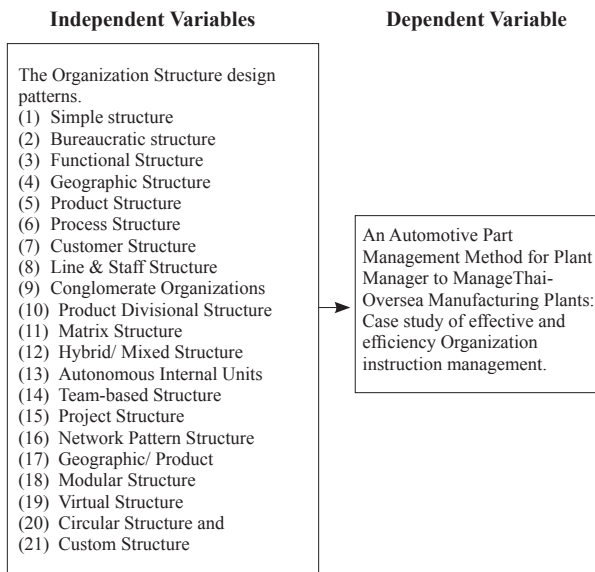 Independent Variables
Dependent Variable
The Organization Structure design
patterns.
(1) Simple structure
(2) Bureaucratic structure
(3) Functional Structure
(4) Geographic Structure
(5) Product Structure
(6) Process Structure
(7) Customer Structure
(8) Line & Staff Structure
(9) Conglomerate Organizations
(10) Product Divisional Structure
(11) Matrix Structure
(12) Hybrid/ Mixed Structure
(13) Autonomous Internal Units
(14) Team-based Structure
(15) Project Structure
(16) Network Pattern Structure
(17) Geographic/ Product
(18) Modular Structure
(19) Virtual Structure
(20) Circular Structure and
(21) Custom Structure
An Automotive Part
Management Method for Plant
Manager to ManageThai-
Oversea Manufacturing Plants:
Case study of effective and
efficiency Organization
instruction management.